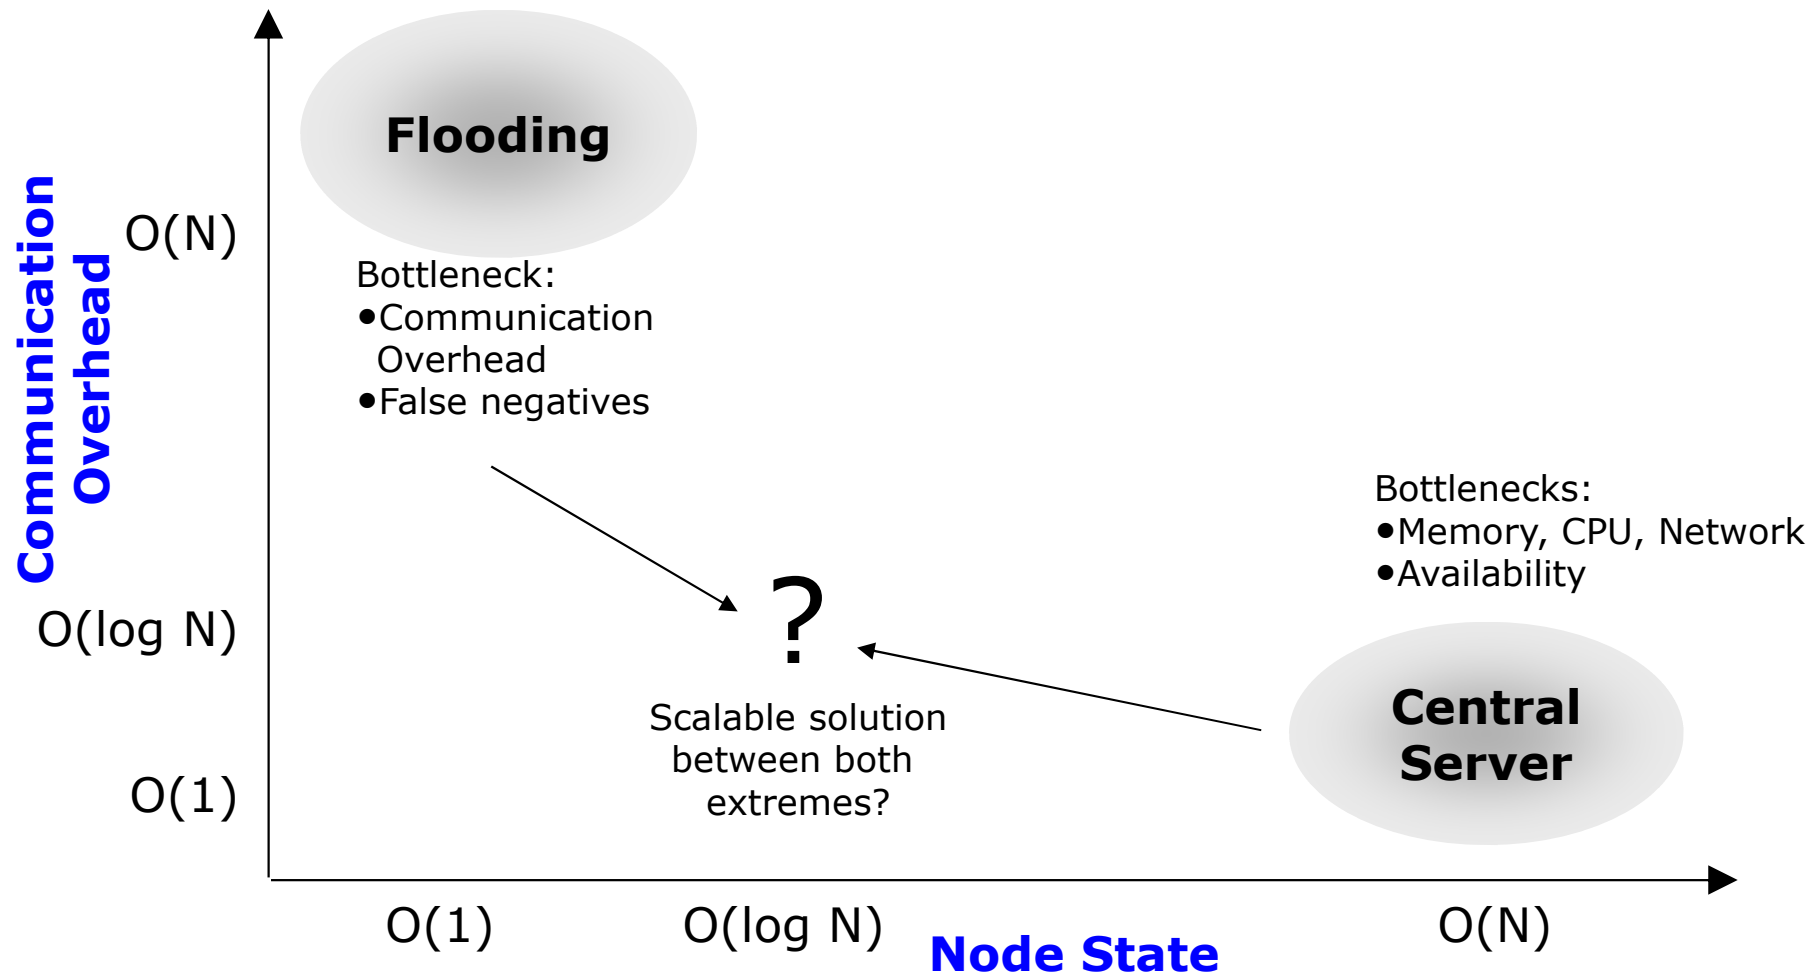 Flooding
Communication
Overhead
O(N)
Bottleneck:
•Communication
Overhead
•False negatives
Bottlenecks:
•Memory, CPU, Network
•Availability
?
O(log N)
Scalable solution
between both
extremes?
Central
Server
O(1)
O(1)
O(log N)
O(N)
Node State